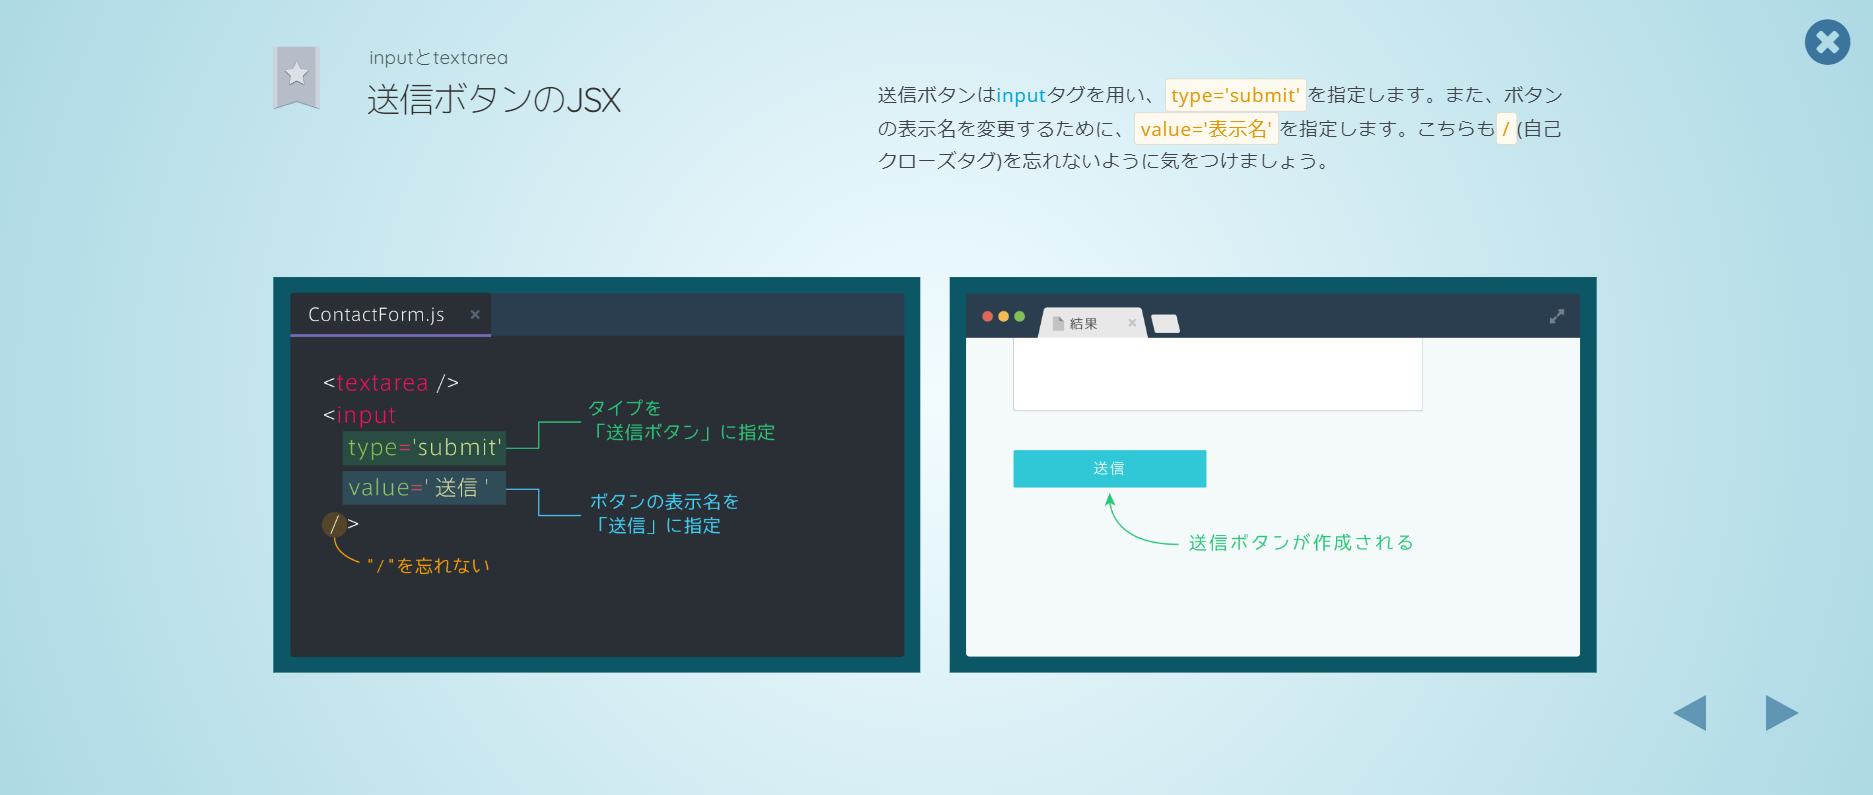 inputとtextarea
送信ボタンのJSX
送信ボタンはinputタグを用い、 type='submit' を指定します。また、ボタン
の表示名を変更するために、 value='表示名' を指定します。こちらも / (自己
クローズタグ)を忘れないように気をつけましょう。
ContactForm.js
<textarea />
<input
type='submit'
value=' 送信 '
/ >
タイプを
「送信ボタン」に指定
ボタンの表示名を
「送信」に指定
"/"を忘れない
結果
送信
送信ボタンが作成される